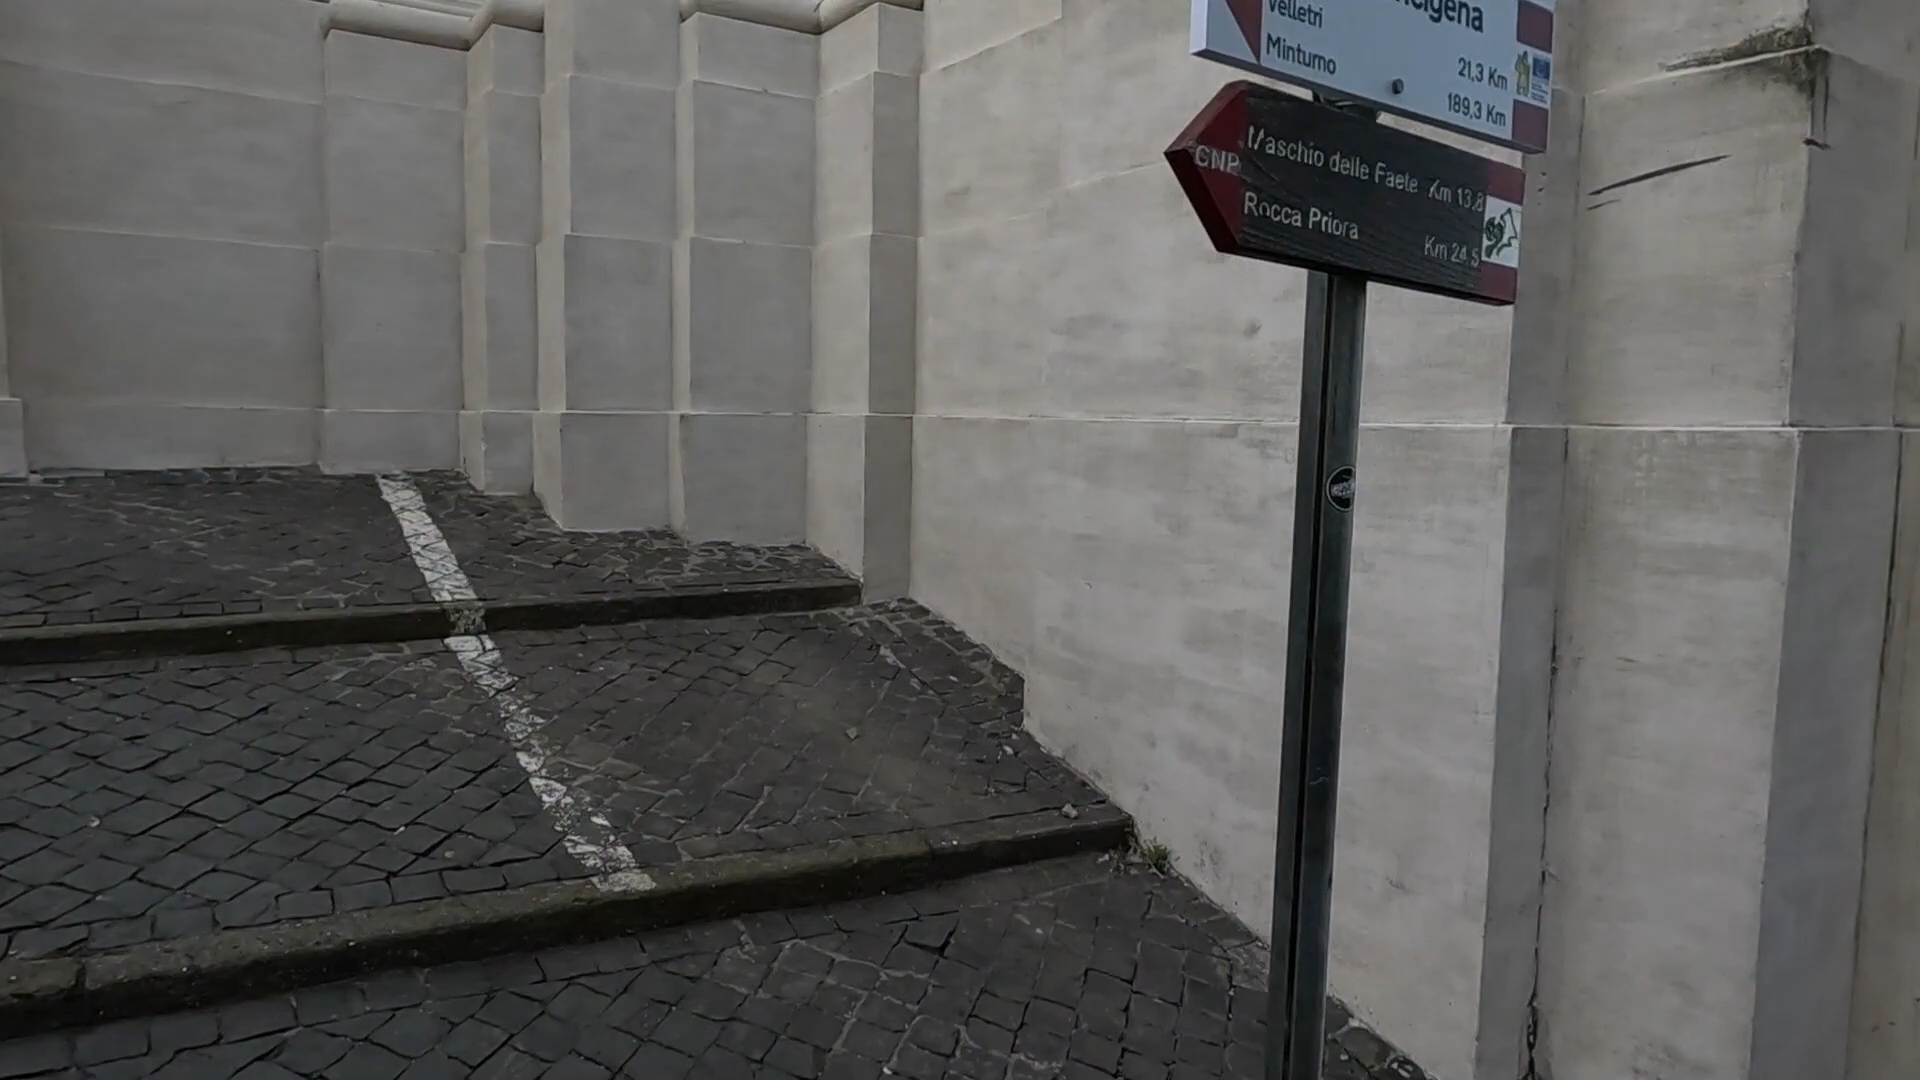 Velletri
Minturno
21,3 Km
189,3 Km
CNP
Maschio delle Faete Km 13,8
Rocca Priora Km 24,5